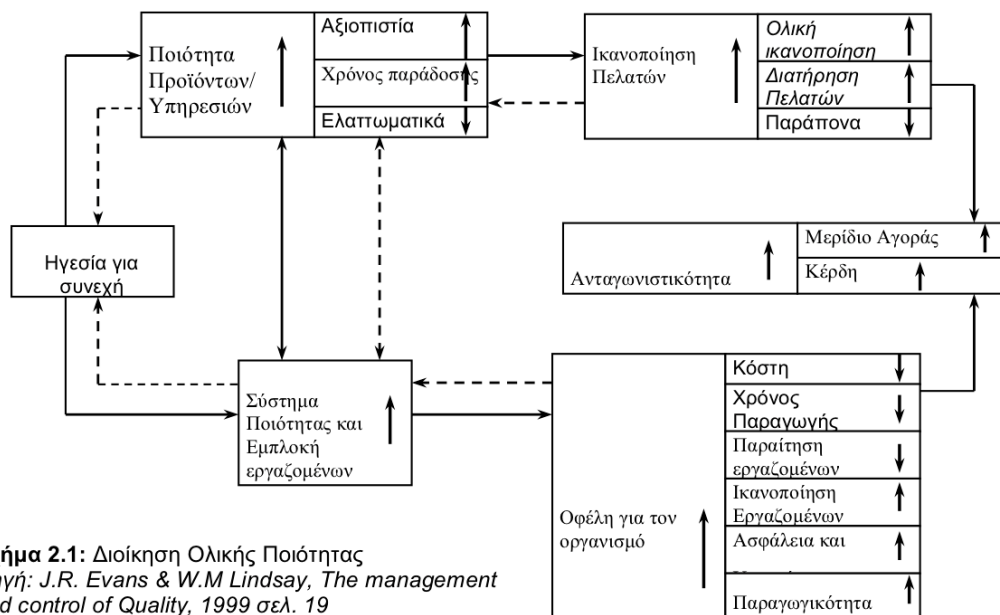 Ποιότητα
Προϊόντων/
Υπηρεσιών
Αξιοπιστία
Χρόνος παράδοσης
Ελαττωματικά
Ικανοποίηση
Πελατών
Ολική
ικανοποίηση
Διατήρηση
Πελατών
Παράπονα
Ηγεσία για
συνεχή
Ανταγωνιστικότητα
Μερίδιο Αγοράς
Κέρδη
Σύστημα
Ποιότητας και
Εμπλοκή
εργαζομένων
Οφέλη για τον
οργανισμό
Κόστη
Χρόνος
Παραγωγής
Παραίτηση
εργαζομένων
Ικανοποίηση
Εργαζομένων
Ασφάλεια και
Παραγωγικότητα
ήμα 2.1: Διοίκηση Ολικής Ποιότητας
ηγή: J.R. Evans & W.M Lindsay, The management
d control of Quality, 1999 σελ. 19